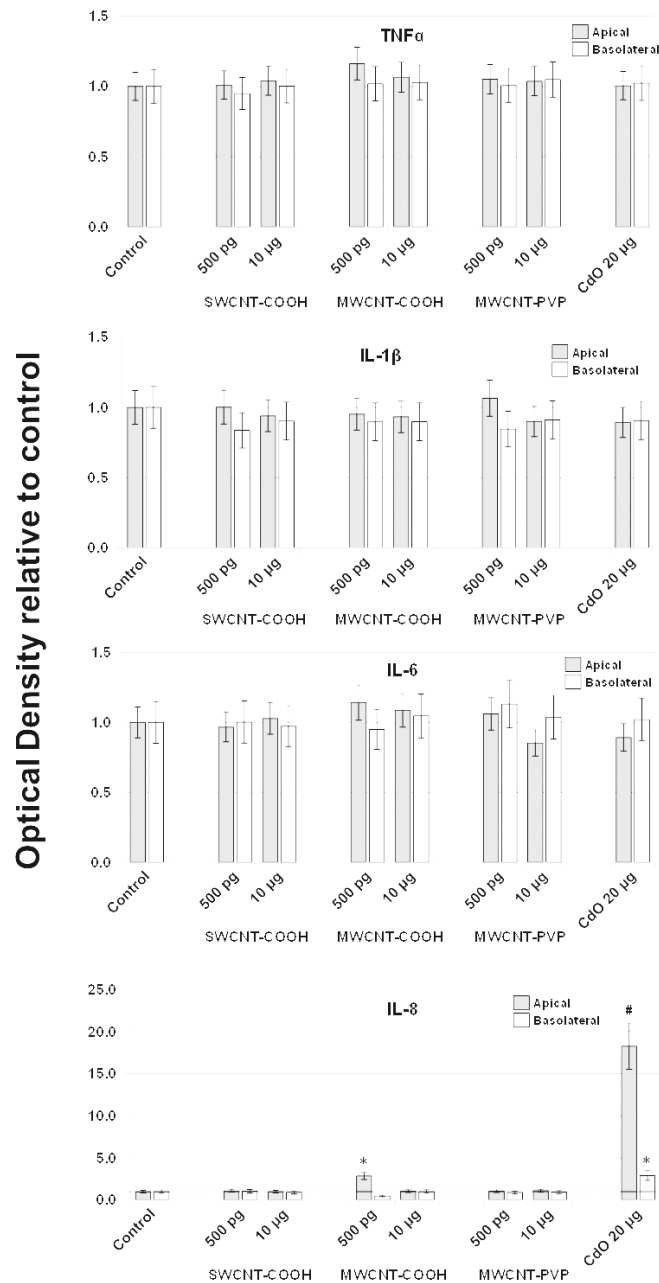 Optical Density relative to control
1.5
TNFα
Apical
Basolateral
1.0
0.5
0.0
Control
500 pg
10 µg
500 pg
10 µg
500 pg
10 µg
CdO 20 µg
SWCNT-COOH
MWCNT-COOH
MWCNT-PVP
1.5
IL-1β
Apical
Basolateral
1.0
0.5
0.0
Control
500 pg
10 µg
500 pg
10 µg
500 pg
10 µg
CdO 20 µg
SWCNT-COOH
MWCNT-COOH
MWCNT-PVP
1.5
IL-6
Apical
Basolateral
1.0
0.5
0.0
Control
500 pg
10 µg
500 pg
10 µg
500 pg
10 µg
CdO 20 µg
SWCNT-COOH
MWCNT-COOH
MWCNT-PVP
25.0
IL-8
Apical
Basolateral
#
20.0
15.0
10.0
5.0
*
*
0.0
Control
500 pg
10 µg
500 pg
10 µg
500 pg
10 µg
CdO 20 µg
SWCNT-COOH
MWCNT-COOH
MWCNT-PVP